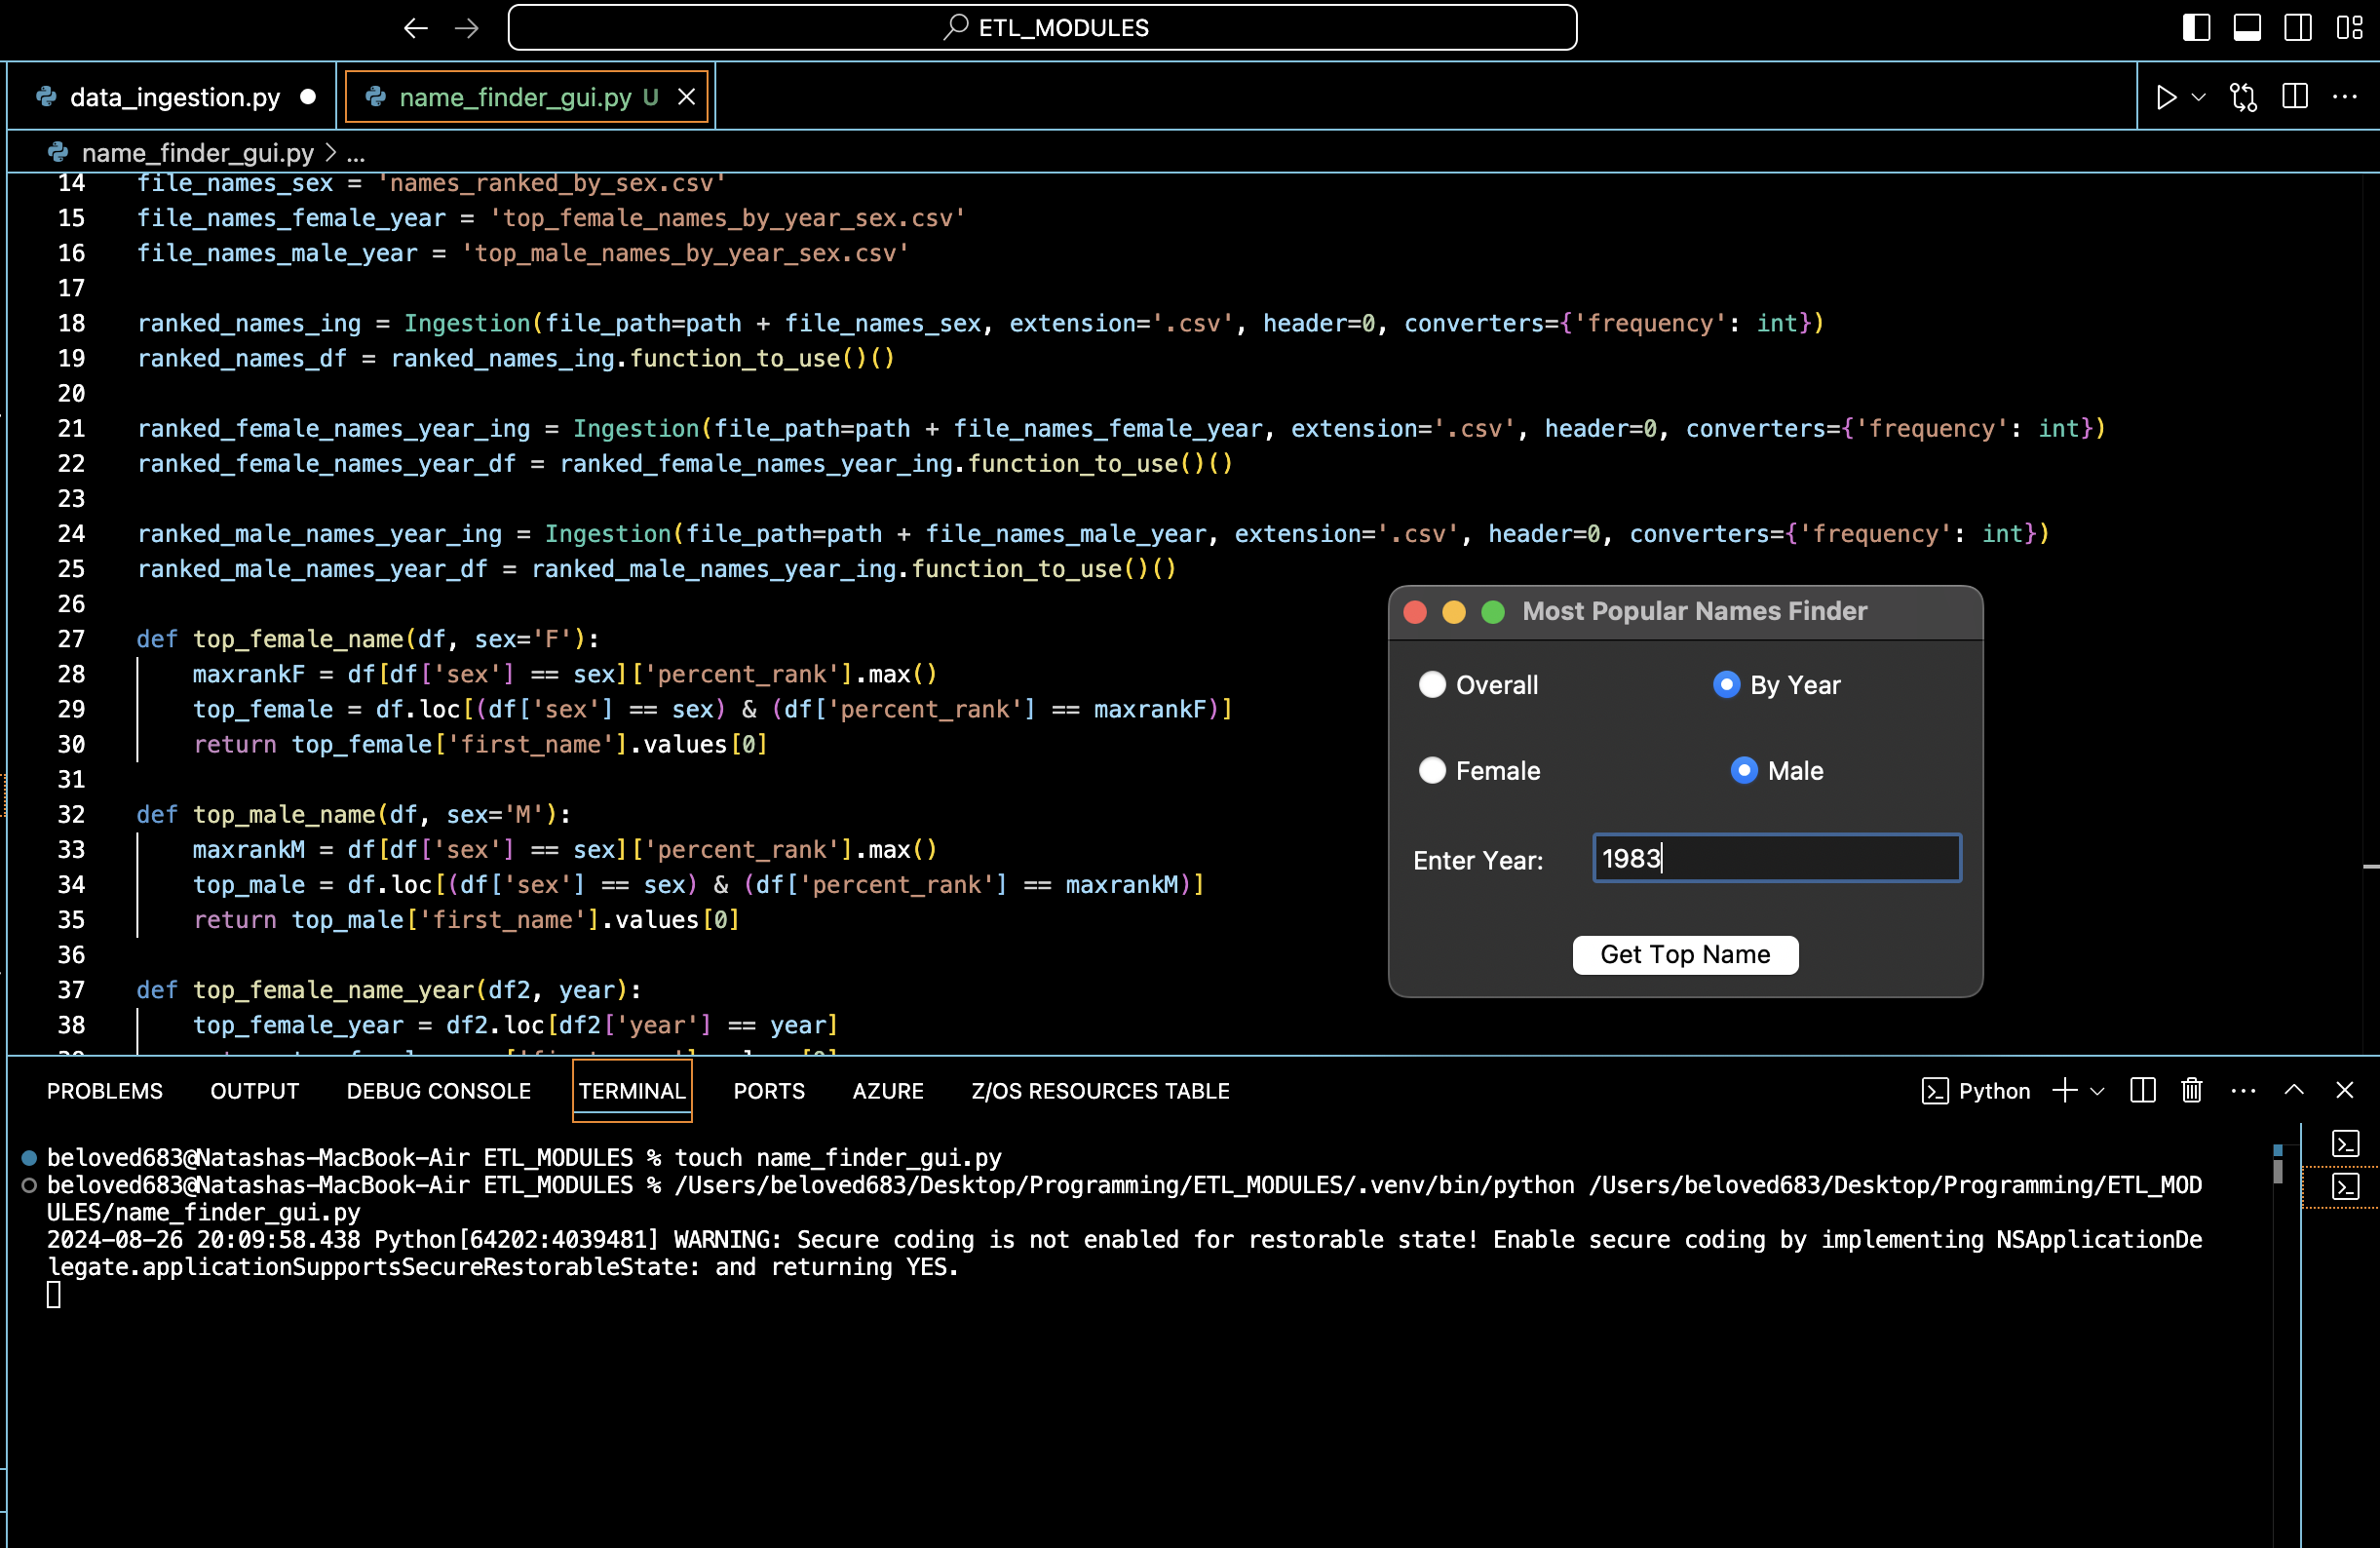 ETL_MODULES
data_ingestion.py
name_finder_gui.py U
name_finder_gui.py > ...
14 file_names_sex = 'names_ranked_by_sex.csv'
15 file_names_female_year = 'top_female_names_by_year_sex.csv'
16 file_names_male_year = 'top_male_names_by_year_sex.csv'
17
18 ranked_names_ing = Ingestion(file_path=path + file_names_sex, extension='.csv', header=0, converters={'frequency': int})
19 ranked_names_df = ranked_names_ing.function_to_use()()
20
21 ranked_female_names_year_ing = Ingestion(file_path=path + file_names_female_year, extension='.csv', header=0, converters={'frequency': int})
22 ranked_female_names_year_df = ranked_female_names_year_ing.function_to_use()()
23
24 ranked_male_names_year_ing = Ingestion(file_path=path + file_names_male_year, extension='.csv', header=0, converters={'frequency': int})
25 ranked_male_names_year_df = ranked_male_names_year_ing.function_to_use()()
26
27 def top_female_name(df, sex='F'):
28     maxrankF = df[df['sex'] == sex]['percent_rank'].max()
29     top_female = df.loc[(df['sex'] == sex) & (df['percent_rank'] == maxrankF)]
30     return top_female['first_name'].values[0]
31
32 def top_male_name(df, sex='M'):
33     maxrankM = df[df['sex'] == sex]['percent_rank'].max()
34     top_male = df.loc[(df['sex'] == sex) & (df['percent_rank'] == maxrankM)]
35     return top_male['first_name'].values[0]
36
37 def top_female_name_year(df2, year):
38     top_female_year = df2.loc[df2['year'] == year]
Most Popular Names Finder
Overall By Year
Female Male
Enter Year: 1983
Get Top Name
PROBLEMS OUTPUT DEBUG CONSOLE TERMINAL PORTS AZURE Z/OS RESOURCES TABLE Python
beloved683@Natashas-MacBook-Air ETL_MODULES % touch name_finder_gui.py
beloved683@Natashas-MacBook-Air ETL_MODULES % /Users/beloved683/Desktop/Programming/ETL_MODULES/.venv/bin/python /Users/beloved683/Desktop/Programming/ETL_MOD
ULES/name_finder_gui.py
2024-08-26 20:09:58.438 Python[64202:4039481] WARNING: Secure coding is not enabled for restorable state! Enable secure coding by implementing NSApplicationDe
legate.applicationSupportsSecureRestorableState: and returning YES.